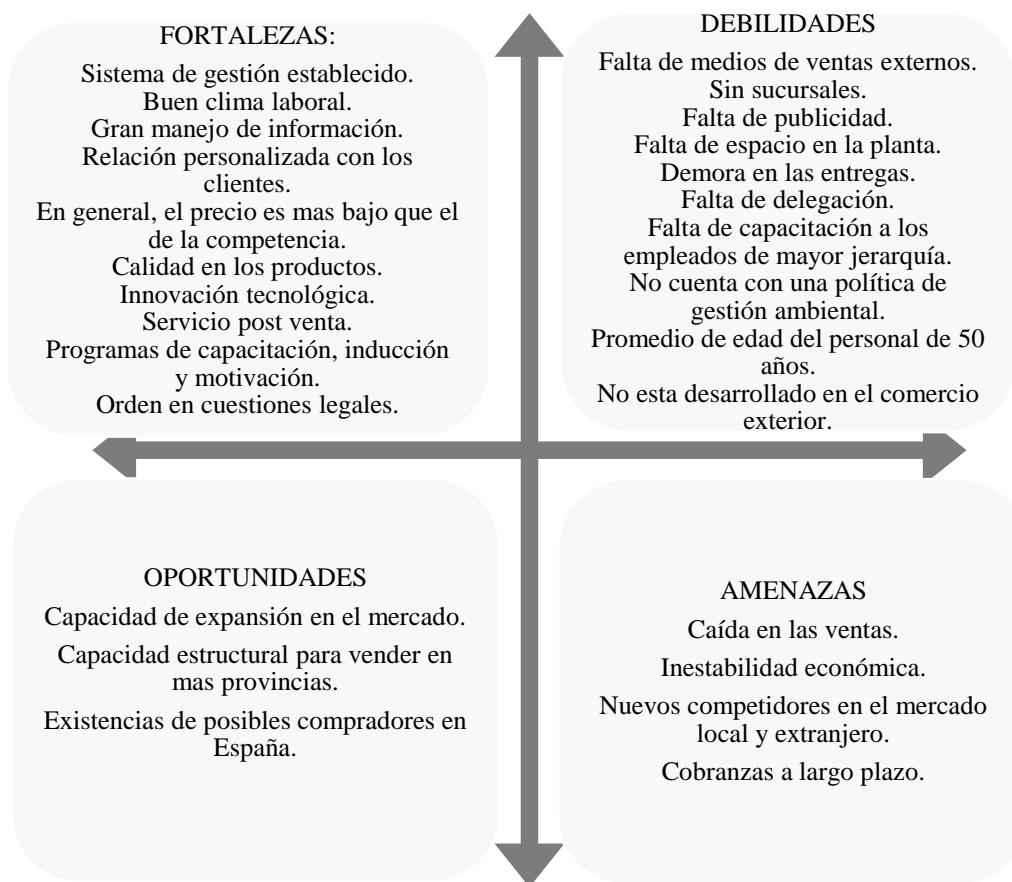 FORTALEZAS:
Sistema de gestión establecido.
Buen clima laboral.
Gran manejo de información.
Relación personalizada con los
clientes.
En general, el precio es mas bajo que el
de la competencia.
Calidad en los productos.
Innovación tecnológica.
Servicio post venta.
Programas de capacitación, inducción
y motivación.
Orden en cuestiones legales.
DEBILIDADES
Falta de medios de ventas externos.
Sin sucursales.
Falta de publicidad.
Falta de espacio en la planta.
Demora en las entregas.
Falta de delegación.
Falta de capacitación a los
empleados de mayor jerarquía.
No cuenta con una política de
gestión ambiental.
Promedio de edad del personal de 50
años.
No esta desarrollado en el comercio
exterior.
OPORTUNIDADES
Capacidad de expansión en el mercado.
Capacidad estructural para vender en
mas provincias.
Existencias de posibles compradores en
España.
AMENAZAS
Caída en las ventas.
Inestabilidad económica.
Nuevos competidores en el mercado
local y extranjero.
Cobranzas a largo plazo.